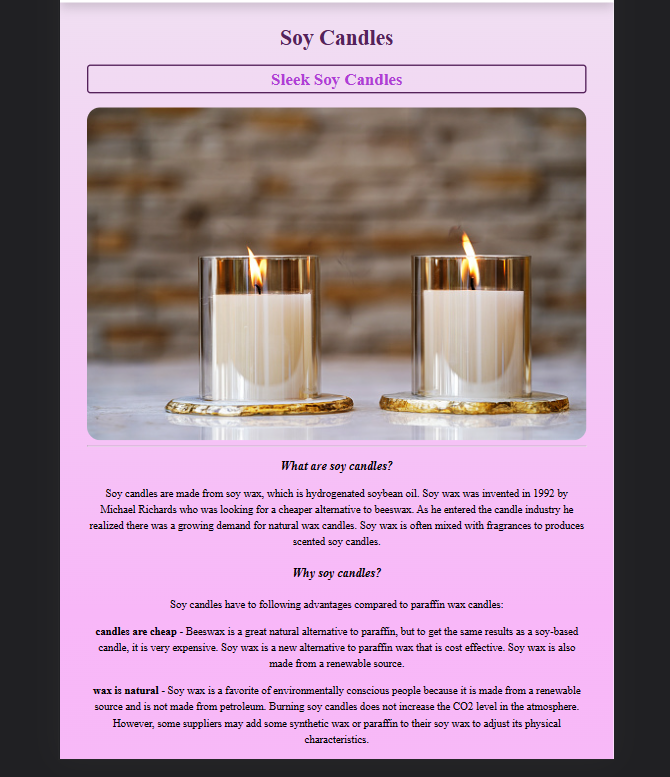 Soy Candles
Sleek Soy Candles
What are soy candles?
Soy candles are made from soy wax, which is hydrogenated soybean oil. Soy wax was invented in 1992 by
Michael Richards who was looking for a cheaper alternative to beeswax. As he entered the candle industry he
realized there was a growing demand for natural wax candles. Soy wax is often mixed with fragrances to produces
scented soy candles.
Why soy candles?
Soy candles have to following advantages compared to paraffin wax candles:
candles are cheap - Beeswax is a great natural alternative to paraffin, but to get the same results as a soy-based
candle, it is very expensive. Soy wax is a new alternative to paraffin wax that is cost effective. Soy wax is also
made from a renewable source.
wax is natural - Soy wax is a favorite of environmentally conscious people because it is made from a renewable
source and is not made from petroleum. Burning soy candles does not increase the CO2 level in the atmosphere.
However, some suppliers may add some synthetic wax or paraffin to their soy wax to adjust its physical
characteristics.